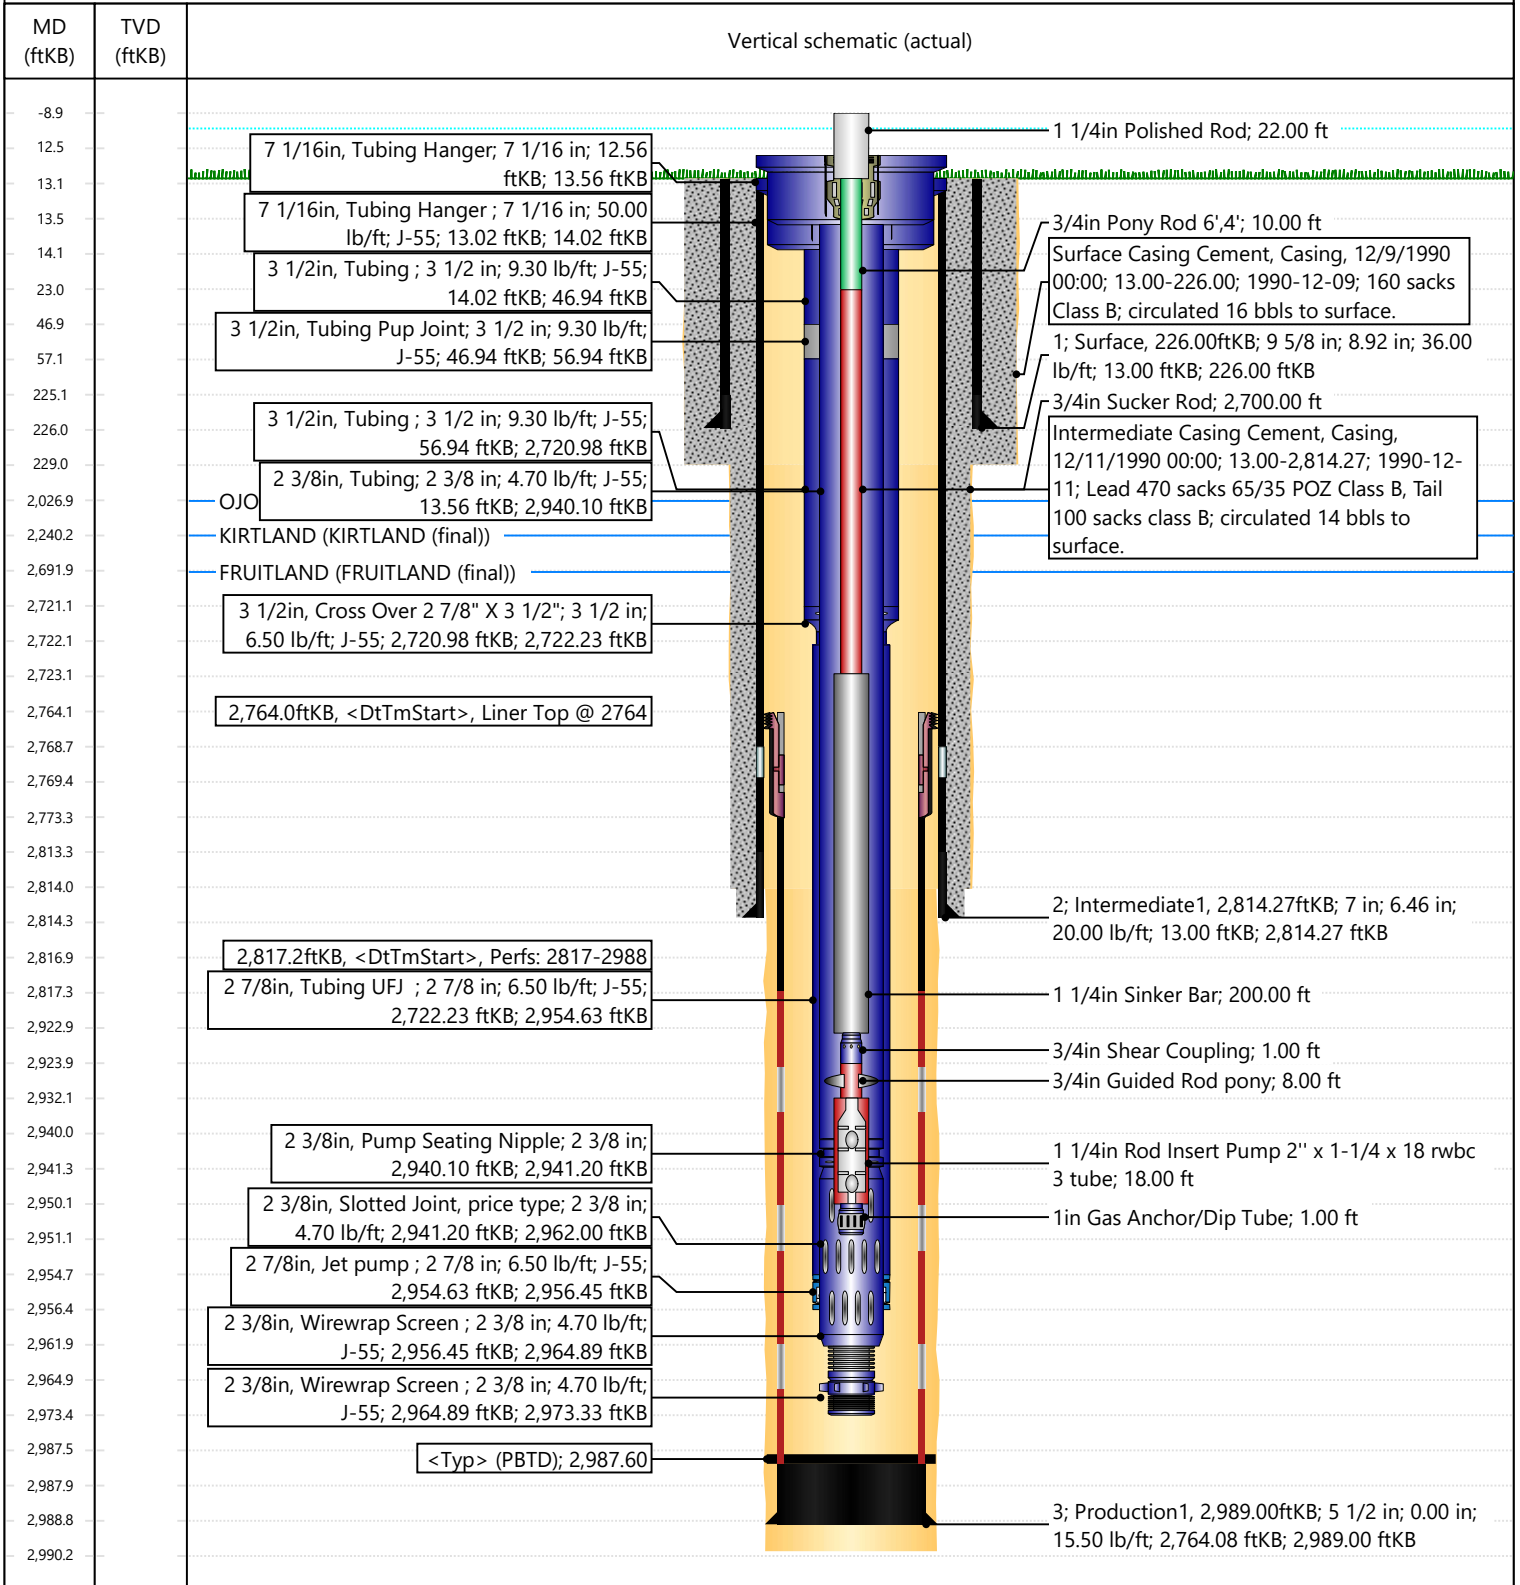 MD
(ftKB)
TVD
(ftKB)
Vertical schematic (actual)
-8.9
12.5
13.1
13.5
14.1
23.0
46.9
57.1
225.1
226.0
229.0
2,026.9
2,240.2
2,691.9
2,721.1
2,722.1
2,723.1
2,764.1
2,768.7
2,769.4
2,773.3
2,813.3
2,814.0
2,814.3
2,816.9
2,817.3
2,922.9
2,923.9
2,932.1
2,940.0
2,941.3
2,950.1
2,951.1
2,954.7
2,956.4
2,961.9
2,964.9
2,973.4
2,987.5
2,987.9
2,988.8
2,990.2
7 1/16in, Tubing Hanger; 7 1/16 in; 12.56
ftKB; 13.56 ftKB
7 1/16in, Tubing Hanger ; 7 1/16 in; 50.00
lb/ft; J-55; 13.02 ftKB; 14.02 ftKB
3 1/2in, Tubing ; 3 1/2 in; 9.30 lb/ft; J-55;
14.02 ftKB; 46.94 ftKB
3 1/2in, Tubing Pup Joint; 3 1/2 in; 9.30 lb/ft;
J-55; 46.94 ftKB; 56.94 ftKB
3 1/2in, Tubing ; 3 1/2 in; 9.30 lb/ft; J-55;
56.94 ftKB; 2,720.98 ftKB
2 3/8in, Tubing; 2 3/8 in; 4.70 lb/ft; J-55;
13.56 ftKB; 2,940.10 ftKB
OJO
KIRTLAND (KIRTLAND (final))
FRUITLAND (FRUITLAND (final))
3 1/2in, Cross Over 2 7/8" X 3 1/2"; 3 1/2 in;
6.50 lb/ft; J-55; 2,720.98 ftKB; 2,722.23 ftKB
2,764.0ftKB, <DtTmStart>, Liner Top @ 2764
2,817.2ftKB, <DtTmStart>, Perfs: 2817-2988
2 7/8in, Tubing UFJ ; 2 7/8 in; 6.50 lb/ft; J-55;
2,722.23 ftKB; 2,954.63 ftKB
2 3/8in, Pump Seating Nipple; 2 3/8 in;
2,940.10 ftKB; 2,941.20 ftKB
2 3/8in, Slotted Joint, price type; 2 3/8 in;
4.70 lb/ft; 2,941.20 ftKB; 2,962.00 ftKB
2 7/8in, Jet pump ; 2 7/8 in; 6.50 lb/ft; J-55;
2,954.63 ftKB; 2,956.45 ftKB
2 3/8in, Wirewrap Screen ; 2 3/8 in; 4.70 lb/ft;
J-55; 2,956.45 ftKB; 2,964.89 ftKB
2 3/8in, Wirewrap Screen ; 2 3/8 in; 4.70 lb/ft;
J-55; 2,964.89 ftKB; 2,973.33 ftKB
<Typ> (PBTD); 2,987.60
1 1/4in Polished Rod; 22.00 ft
3/4in Pony Rod 6',4'; 10.00 ft
Surface Casing Cement, Casing, 12/9/1990
00:00; 13.00-226.00; 1990-12-09; 160 sacks
Class B; circulated 16 bbls to surface.
1; Surface, 226.00ftKB; 9 5/8 in; 8.92 in; 36.00
lb/ft; 13.00 ftKB; 226.00 ftKB
3/4in Sucker Rod; 2,700.00 ft
Intermediate Casing Cement, Casing,
12/11/1990 00:00; 13.00-2,814.27; 1990-12-
11; Lead 470 sacks 65/35 POZ Class B, Tail
100 sacks class B; circulated 14 bbls to
surface.
2; Intermediate1, 2,814.27ftKB; 7 in; 6.46 in;
20.00 lb/ft; 13.00 ftKB; 2,814.27 ftKB
1 1/4in Sinker Bar; 200.00 ft
3/4in Shear Coupling; 1.00 ft
3/4in Guided Rod pony; 8.00 ft
1 1/4in Rod Insert Pump 2'' x 1-1/4 x 18 rwbc
3 tube; 18.00 ft
1in Gas Anchor/Dip Tube; 1.00 ft
3; Production1, 2,989.00ftKB; 5 1/2 in; 0.00 in;
15.50 lb/ft; 2,764.08 ftKB; 2,989.00 ftKB